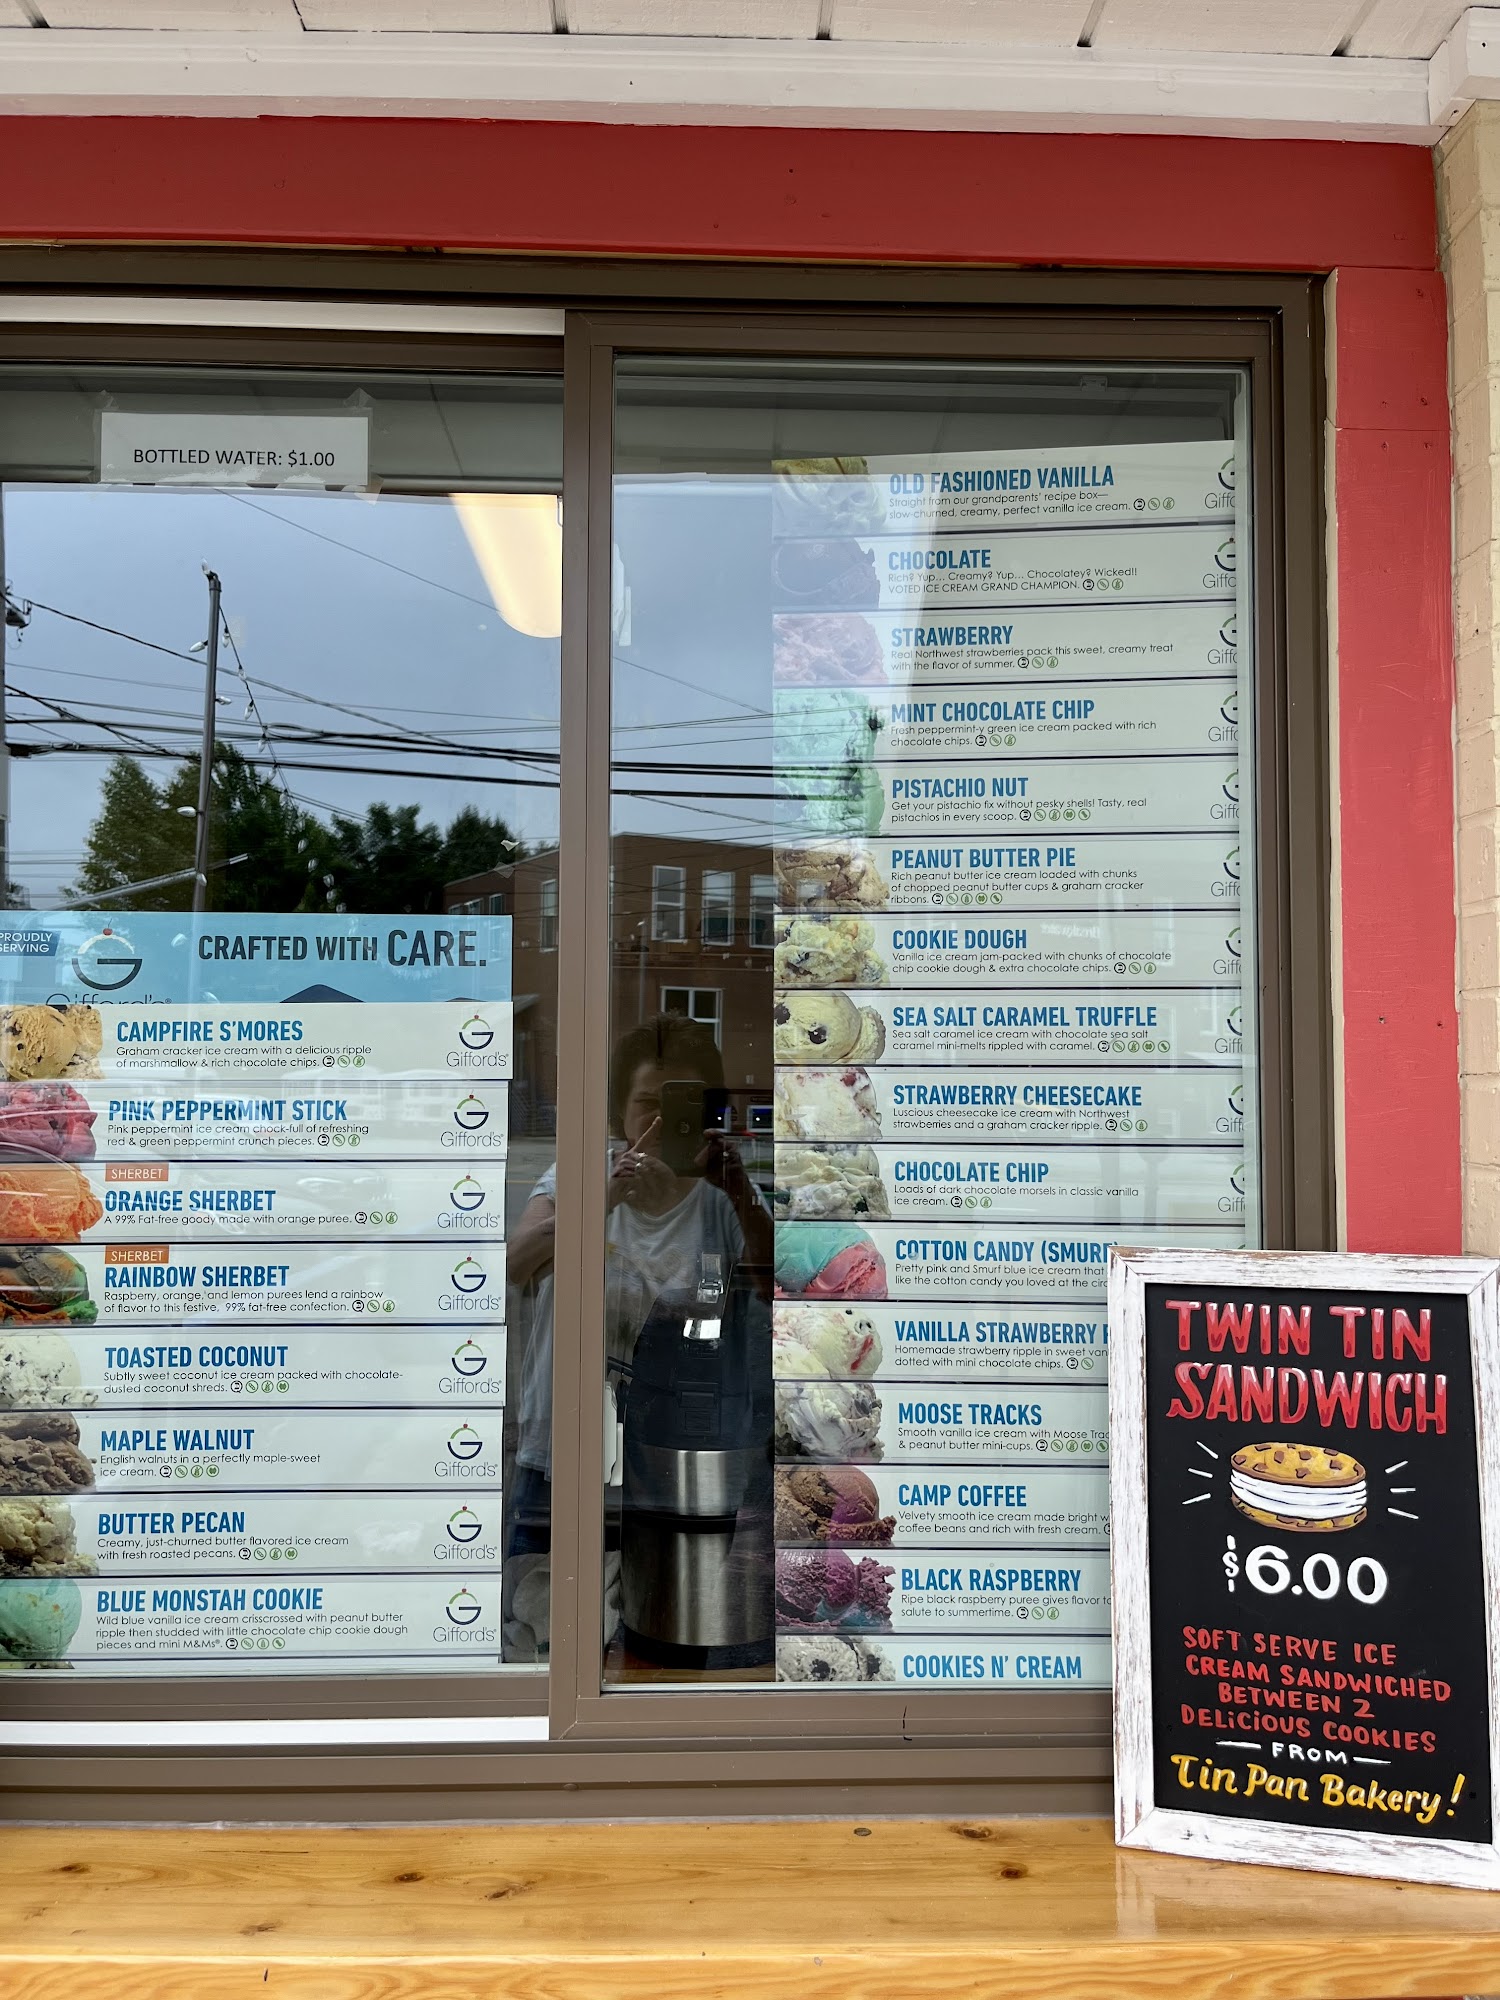 BOTTLED WATER: $1.00
PROUDLY
SERVING
Gifford's
CRAFTED WITH CARE.
CAMPFIRE S'MORES
Graham cracker ice cream with a delicious ripple
of marshmallow & rich chocolate chips.
Gifford's
PINK PEPPERMINT STICK
Pink peppermint ice cream chock-full of refreshing
red & green peppermint crunch pieces.
Gifford's
SHERBET
ORANGE SHERBET
A 99% Fat-free goody made with orange puree.
Gifford's
SHERBET
RAINBOW SHERBET
Raspberry, orange, and lemon purees lend a rainbow
of flavor to this festive, 99% fat-free confection.
Gifford's
TOASTED COCONUT
Subtly sweet coconut ice cream packed with chocolate-
dusted coconut shreds.
Gifford's
MAPLE WALNUT
English walnuts in a perfectly maple-sweet
ice cream.
Gifford's
BUTTER PECAN
Creamy, just-churned butter flavored ice cream
with fresh roasted pecans.
Gifford's
BLUE MONSTAH COOKIE
Wild blue vanilla ice cream crisscrossed with peanut butter
ripple then studded with little chocolate chip cookie dough
pieces and mini M&Ms®.
Gifford's
OLD FASHIONED VANILLA
Straight from our grandparents' recipe box—
slow-churned, creamy, perfect vanilla ice cream.
CHOCOLATE
Rich? Yup... Creamy? Yup... Chocolatey? Wicked!!
VOTED ICE CREAM GRAND CHAMPION.
STRAWBERRY
Real Northwest strawberries pack this sweet, creamy treat
with the flavor of summer.
MINT CHOCOLATE CHIP
Fresh peppermint-y green ice cream packed with rich
chocolate chips.
PISTACHIO NUT
Get your pistachio fix without pesky shells! Tasty, real
pistachios in every scoop.
PEANUT BUTTER PIE
Rich peanut butter ice cream loaded with chunks
of chopped peanut butter cups & graham cracker
ribbons.
COOKIE DOUGH
Vanilla ice cream jam-packed with chunks of chocolate
chip cookie dough & extra chocolate chips.
SEA SALT CARAMEL TRUFFLE
Sea salt caramel ice cream with chocolate sea salt
caramel mini-melts rippled with caramel.
STRAWBERRY CHEESECAKE
Luscious cheesecake ice cream with Northwest
strawberries and a graham cracker ripple.
CHOCOLATE CHIP
Loads of dark chocolate morsels in classic vanilla
ice cream.
COTTON CANDY (SMURF
Pretty pink and Smurf blue ice cream that
like the cotton candy you loved at the
VANILLA STRAWBERRY
Homemade strawberry ripple in sweet
dotted with mini chocolate chips.
MOOSE TRACKS
Smooth vanilla ice cream with Moose
& peanut butter mini-cups.
CAMP COFFEE
Velvety smooth ice cream made bright
coffee beans and rich with fresh cream.
BLACK RASPBERRY
Ripe black raspberry puree gives flavor
salute to summertime.
COOKIES N' CREAM
TWIN TIN
SANDWICH
$6.00
SOFT SERVE ICE
CREAM SANDWICHED
BETWEEN 2
DELICIOUS COOKIES
— FROM —
Tin Pan Bakery!